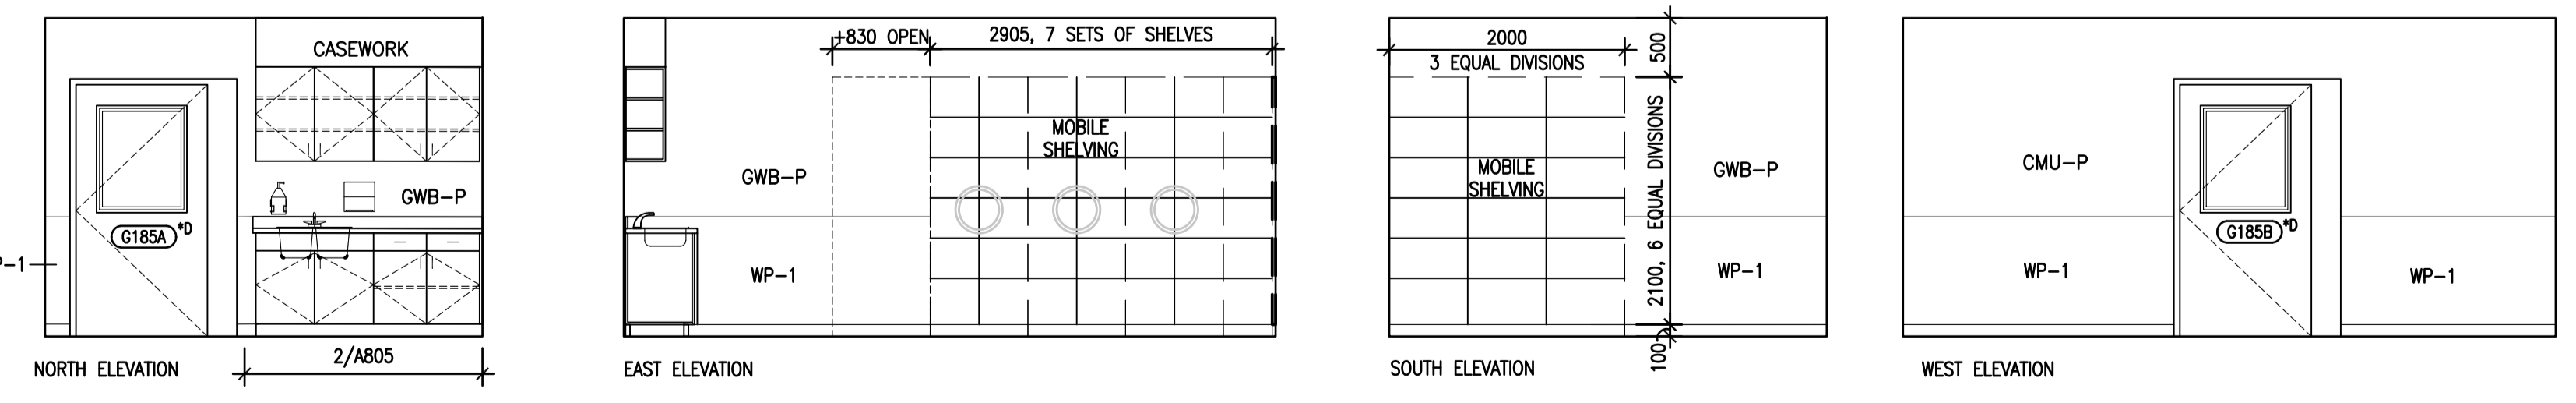 CASEWORK
GWB-P
G185A
*D
P-1
2/A805
NORTH ELEVATION
+830 OPEN
2905, 7 SETS OF SHELVES
MOBILE
SHELVING
GWB-P
WP-1
EAST ELEVATION
2000
3 EQUAL DIVISIONS
500
MOBILE
SHELVING
2100, 6 EQUAL DIVISIONS
GWB-P
WP-1
100
SOUTH ELEVATION
CMU-P
G185B
*D
WP-1
WP-1
WEST ELEVATION